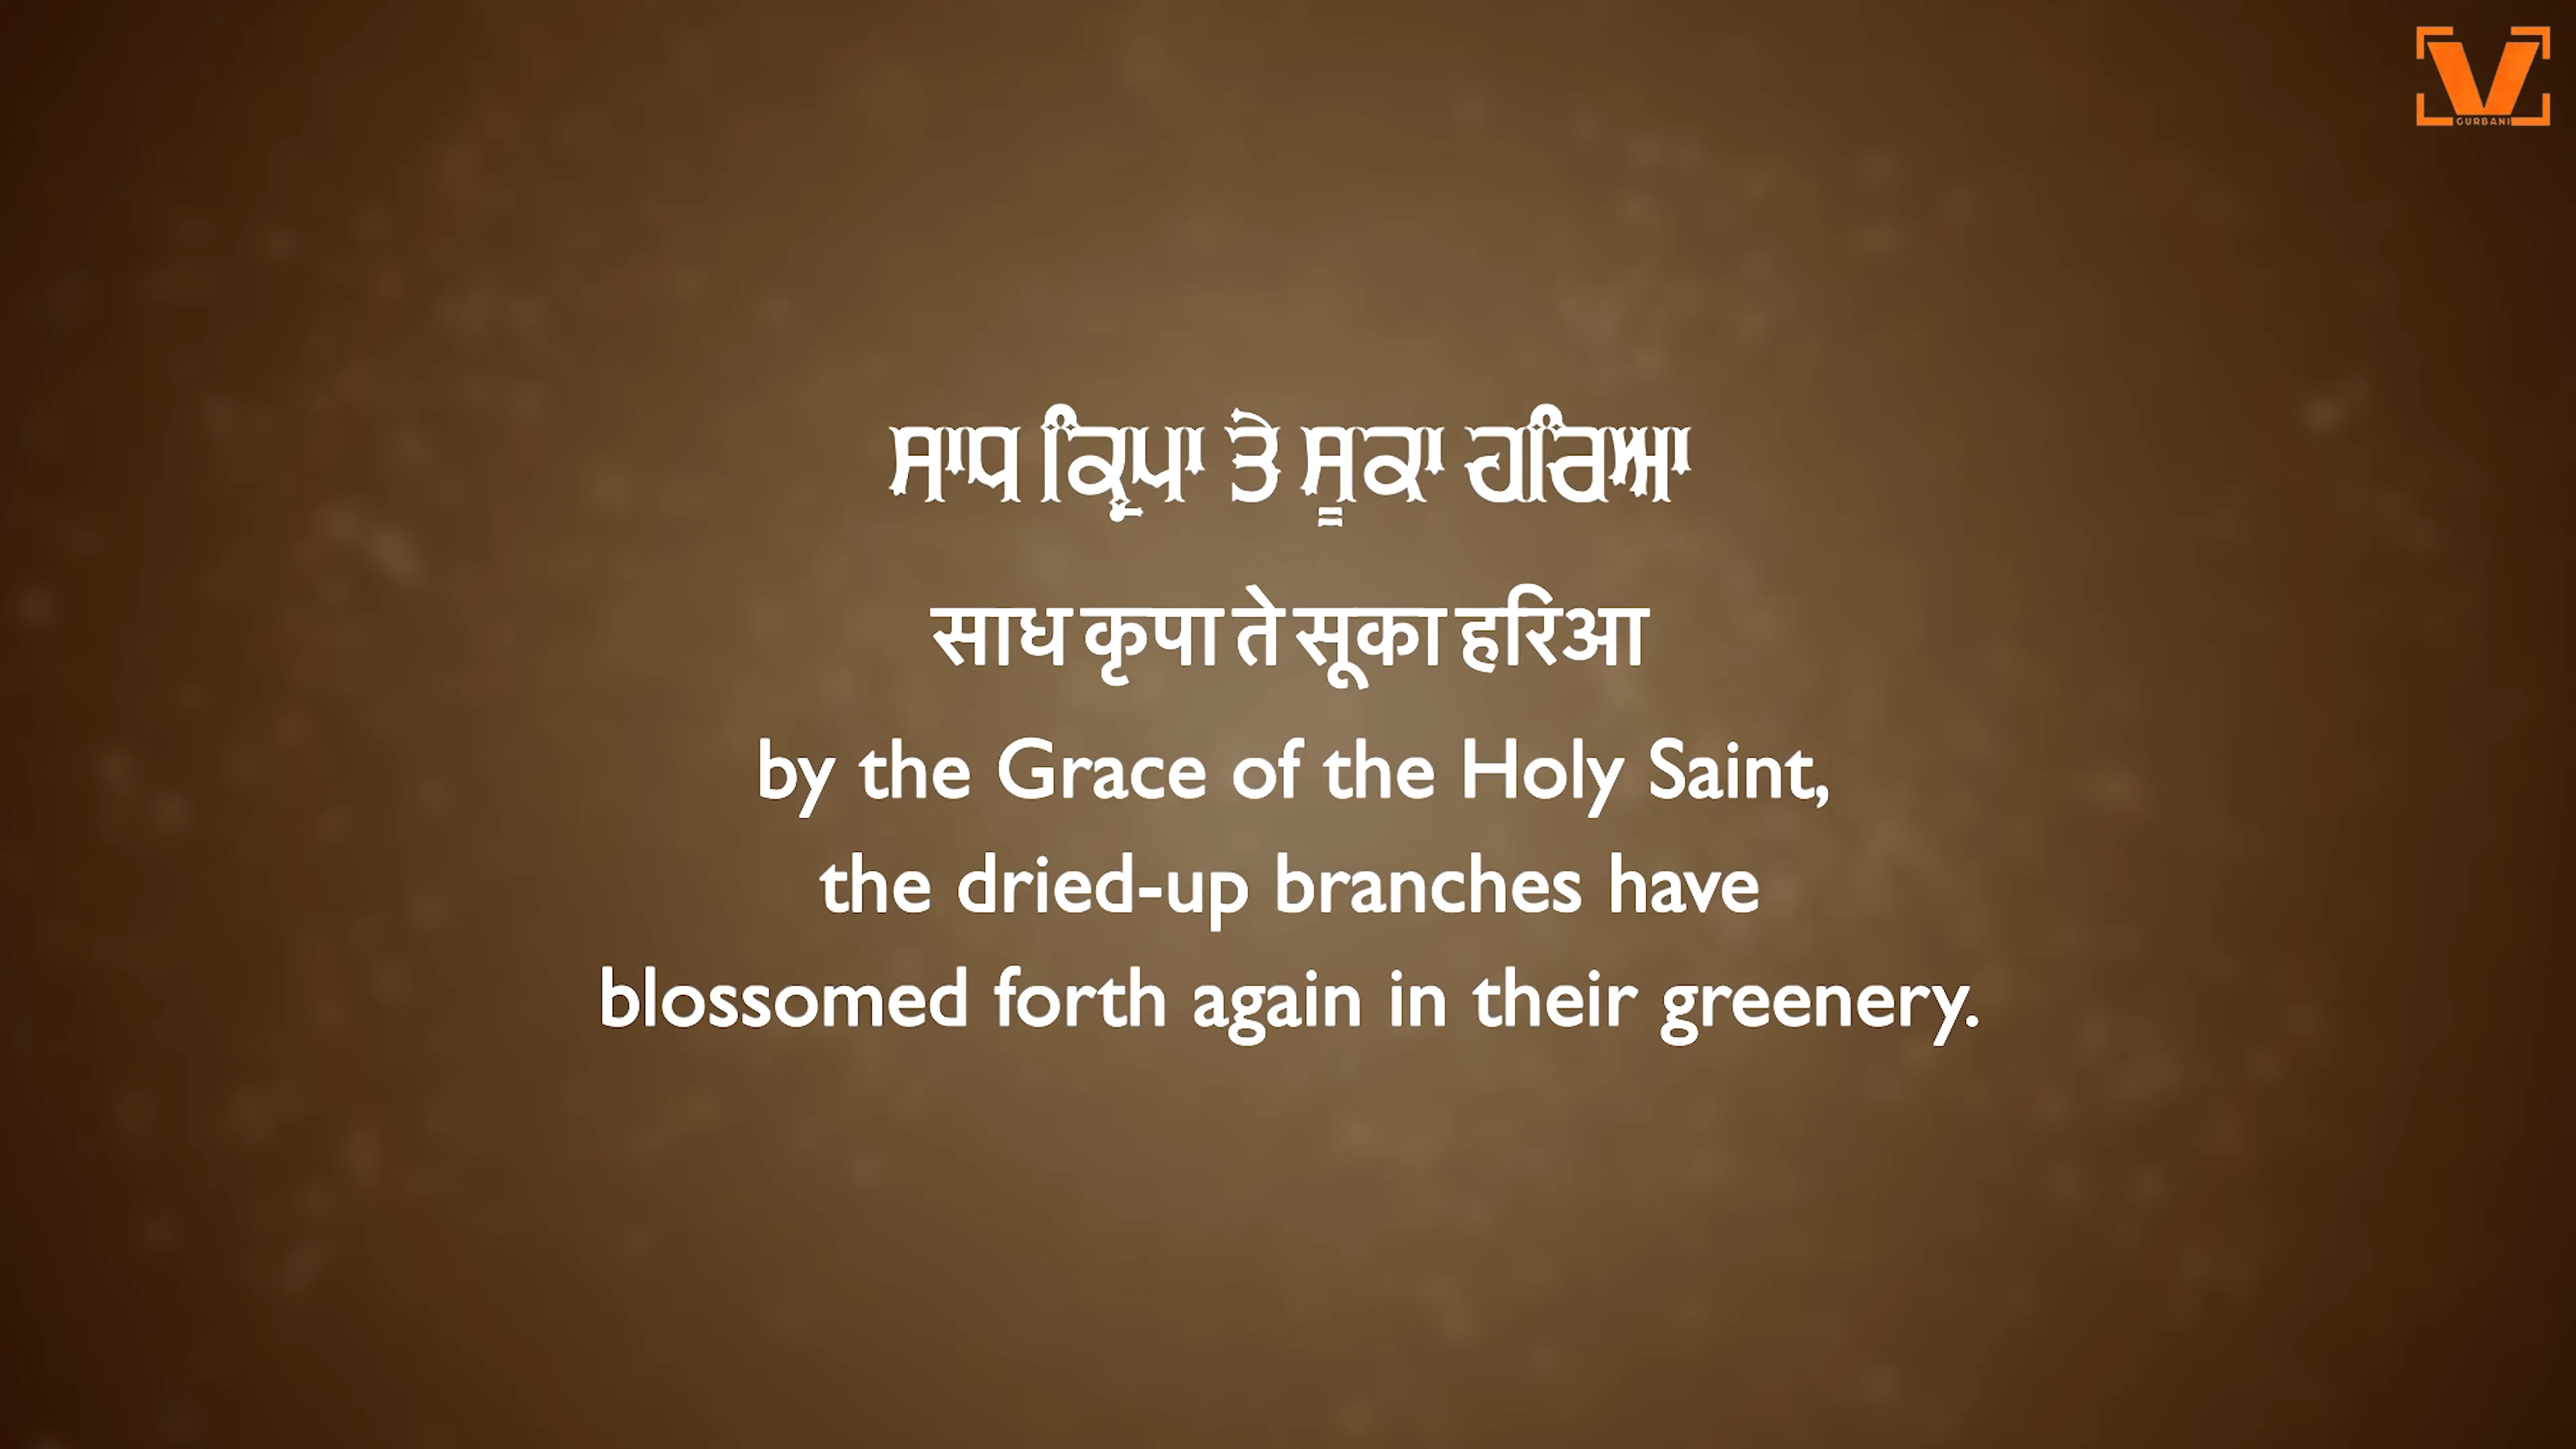 ਸਾਧ ਕ੍ਰਿਪਾ ਤੇ ਸੂਕਾ ਹਰਿਆ
साध कृपा ते सूका हरिआ
by the Grace of the Holy Saint,
the dried-up branches have
blossomed forth again in their greenery.
V
GURBANI